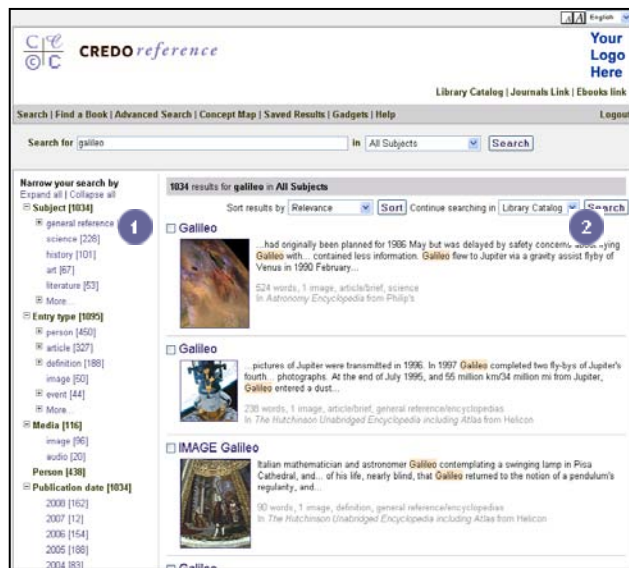 A A English
C C CREDO reference
© C
Your
Logo
Here
Library Catalog | Journals Link | Ebooks link
Search | Find a Book | Advanced Search | Concept Map | Saved Results | Gadgets | Help Logout
Search for galileo in All Subjects Search
Narrow your search by
Expand all | Collapse all
Subject [1034]
general reference
science [228]
history [101]
art [67]
literature [53]
More...
Entry type [1095]
person [450]
article [327]
definition [188]
image [50]
event [44]
More...
Media [116]
image [96]
audio [20]
Person [438]
Publication date [1034]
2008 [162]
2007 [12]
2006 [154]
2005 [188]
2004 [83]
1
1034 results for galileo in All Subjects
Sort results by Relevance Sort Continue searching in Library Catalog Search
2
Galileo
...had originally been planned for 1986 May but was delayed by safety concerns about flying
Galileo with... contained less information. Galileo flew to Jupiter via a gravity assist flyby of
Venus in 1990 February...
524 words, 1 image, article/brief, science
In Astronomy Encyclopedia from Philip's
Galileo
...pictures of Jupiter were transmitted in 1996. In 1997 Galileo completed two fly-bys of Jupiter's
fourth... photographs. At the end of July 1995, and 55 million km/34 million mi from Jupiter,
Galileo entered a dust...
238 words, 1 image, article/brief, general reference/encyclopedias
In The Hutchinson Unabridged Encyclopedia including Atlas from Helicon
IMAGE Galileo
Italian mathematician and astronomer Galileo contemplating a swinging lamp in Pisa
Cathedral, and... of his life, nearly blind, that Galileo returned to the notion of a pendulum's
regularity, and...
90 words, 1 image, definition, general reference/encyclopedias
In The Hutchinson Unabridged Encyclopedia including Atlas from Helicon
Galileo